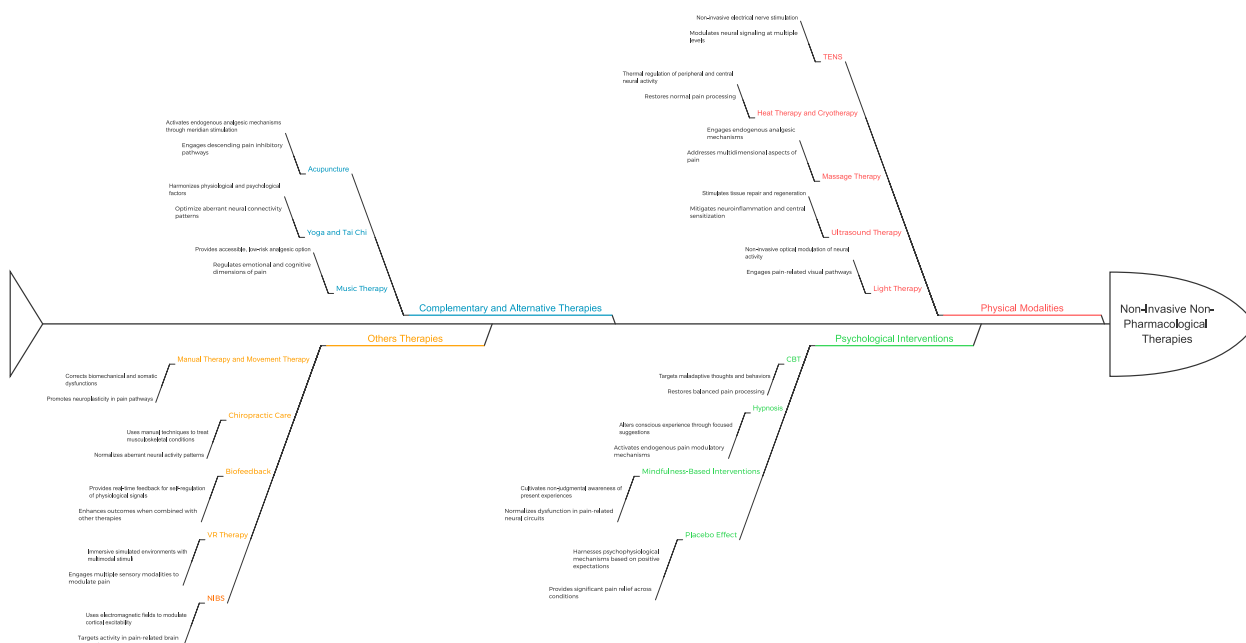 Non-invasive electrical nerve stimulation
Modulates neural signaling at multiple
levels
TENS
Thermal regulation of peripheral and central
neural activity
Restores normal pain processing
Heat Therapy and Cryotherapy
Engages endogenous analgesic
mechanisms
Addresses multidimensional aspects of
pain
Massage Therapy
Stimulates tissue repair and regeneration
Mitigates neuroinflammation and central
sensitization
Ultrasound Therapy
Non-invasive optical modulation of neural
activity
Engages pain-related visual pathways
Light Therapy
Physical Modalities
Activates endogenous analgesic mechanisms
through meridian stimulation
Engages descending pain inhibitory
pathways
Acupuncture
Harmonizes physiological and psychological
factors
Optimize aberrant neural connectivity
patterns
Yoga and Tai Chi
Provides accessible, low-risk analgesic option
Regulates emotional and cognitive
dimensions of pain
Music Therapy
Complementary and Alternative Therapies
Non-Invasive Non-
Pharmacological
Therapies
Others Therapies
Manual Therapy and Movement Therapy
Corrects biomechanical and somatic
dysfunctions
Promotes neuroplasticity in pain pathways
Chiropractic Care
Uses manual techniques to treat
musculoskeletal conditions
Normalizes aberrant neural activity patterns
Biofeedback
Provides real-time feedback for self-regulation
of physiological signals
Enhances outcomes when combined with
other therapies
VR Therapy
Immersive simulated environments with
multimodal stimuli
Engages multiple sensory modalities to
modulate pain
NIBS
Uses electromagnetic fields to modulate
cortical excitability
Targets activity in pain-related brain
Psychological Interventions
CBT
Targets maladaptive thoughts and behaviors
Restores balanced pain processing
Hypnosis
Alters conscious experience through focused
suggestions
Activates endogenous pain modulatory
mechanisms
Mindfulness-Based Interventions
Cultivates non-judgmental awareness of
present experiences
Normalizes dysfunction in pain-related
neural circuits
Placebo Effect
Harnesses psychophysiological
mechanisms based on positive
expectations
Provides significant pain relief across
conditions